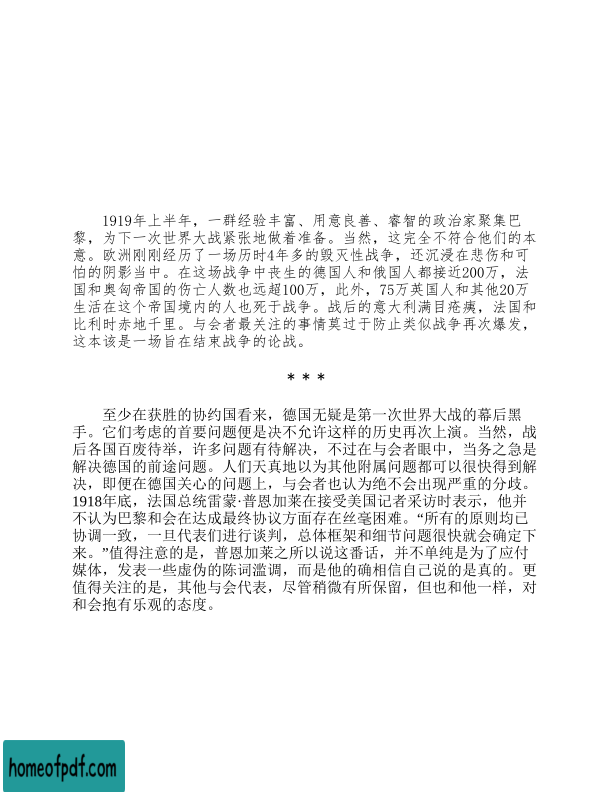 1919年上半年，一群经验丰富、用意良善、睿智的政治家聚集巴
黎，为下一次世界大战紧张地做着准备。当然，这完全不符合他们的本
意。欧洲刚刚经历了一场历时4年多的毁灭性战争，还沉浸在悲伤和可
怕的阴影当中。在这场战争中丧生的德国人和俄国人都接近200万，法
国和奥匈帝国的伤亡人数也远超100万，此外，75万英国人和其他20万
生活在这个帝国境内的人也死于战争。战后的意大利满目疮痍，法国和
比利时赤地千里。与会者最关注的事情莫过于防止类似战争再次爆发，
这本该是一场旨在结束战争的论战。
***
至少在获胜的协约国看来，德国无疑是第一次世界大战的幕后黑
手。它们考虑的首要问题便是决不允许这样的历史再次上演。当然，战
后各国百废待举，许多问题有待解决，不过在与会者眼中，当务之急是
解决德国的前途问题。人们天真地以为其他附属问题都可以很快得到解
决，即便在德国关心的问题上，与会者也认为绝不会出现严重的分歧。
1918年底，法国总统雷蒙·普恩加莱在接受美国记者采访时表示，他并
不认为巴黎和会在达成最终协议方面存在丝毫困难。“所有的原则均已
协调一致，一旦代表们进行谈判，总体框架和细节问题很快就会确定下
来。”值得注意的是，普恩加莱之所以说这番话，并不单纯是为了应付
媒体，发表一些虚伪的陈词滥调，而是他的确相信自己说的是真的。更
值得关注的是，其他与会代表，尽管稍微有所保留，但也和他一样，对
和会抱有乐观的态度。
homeofpdf.com